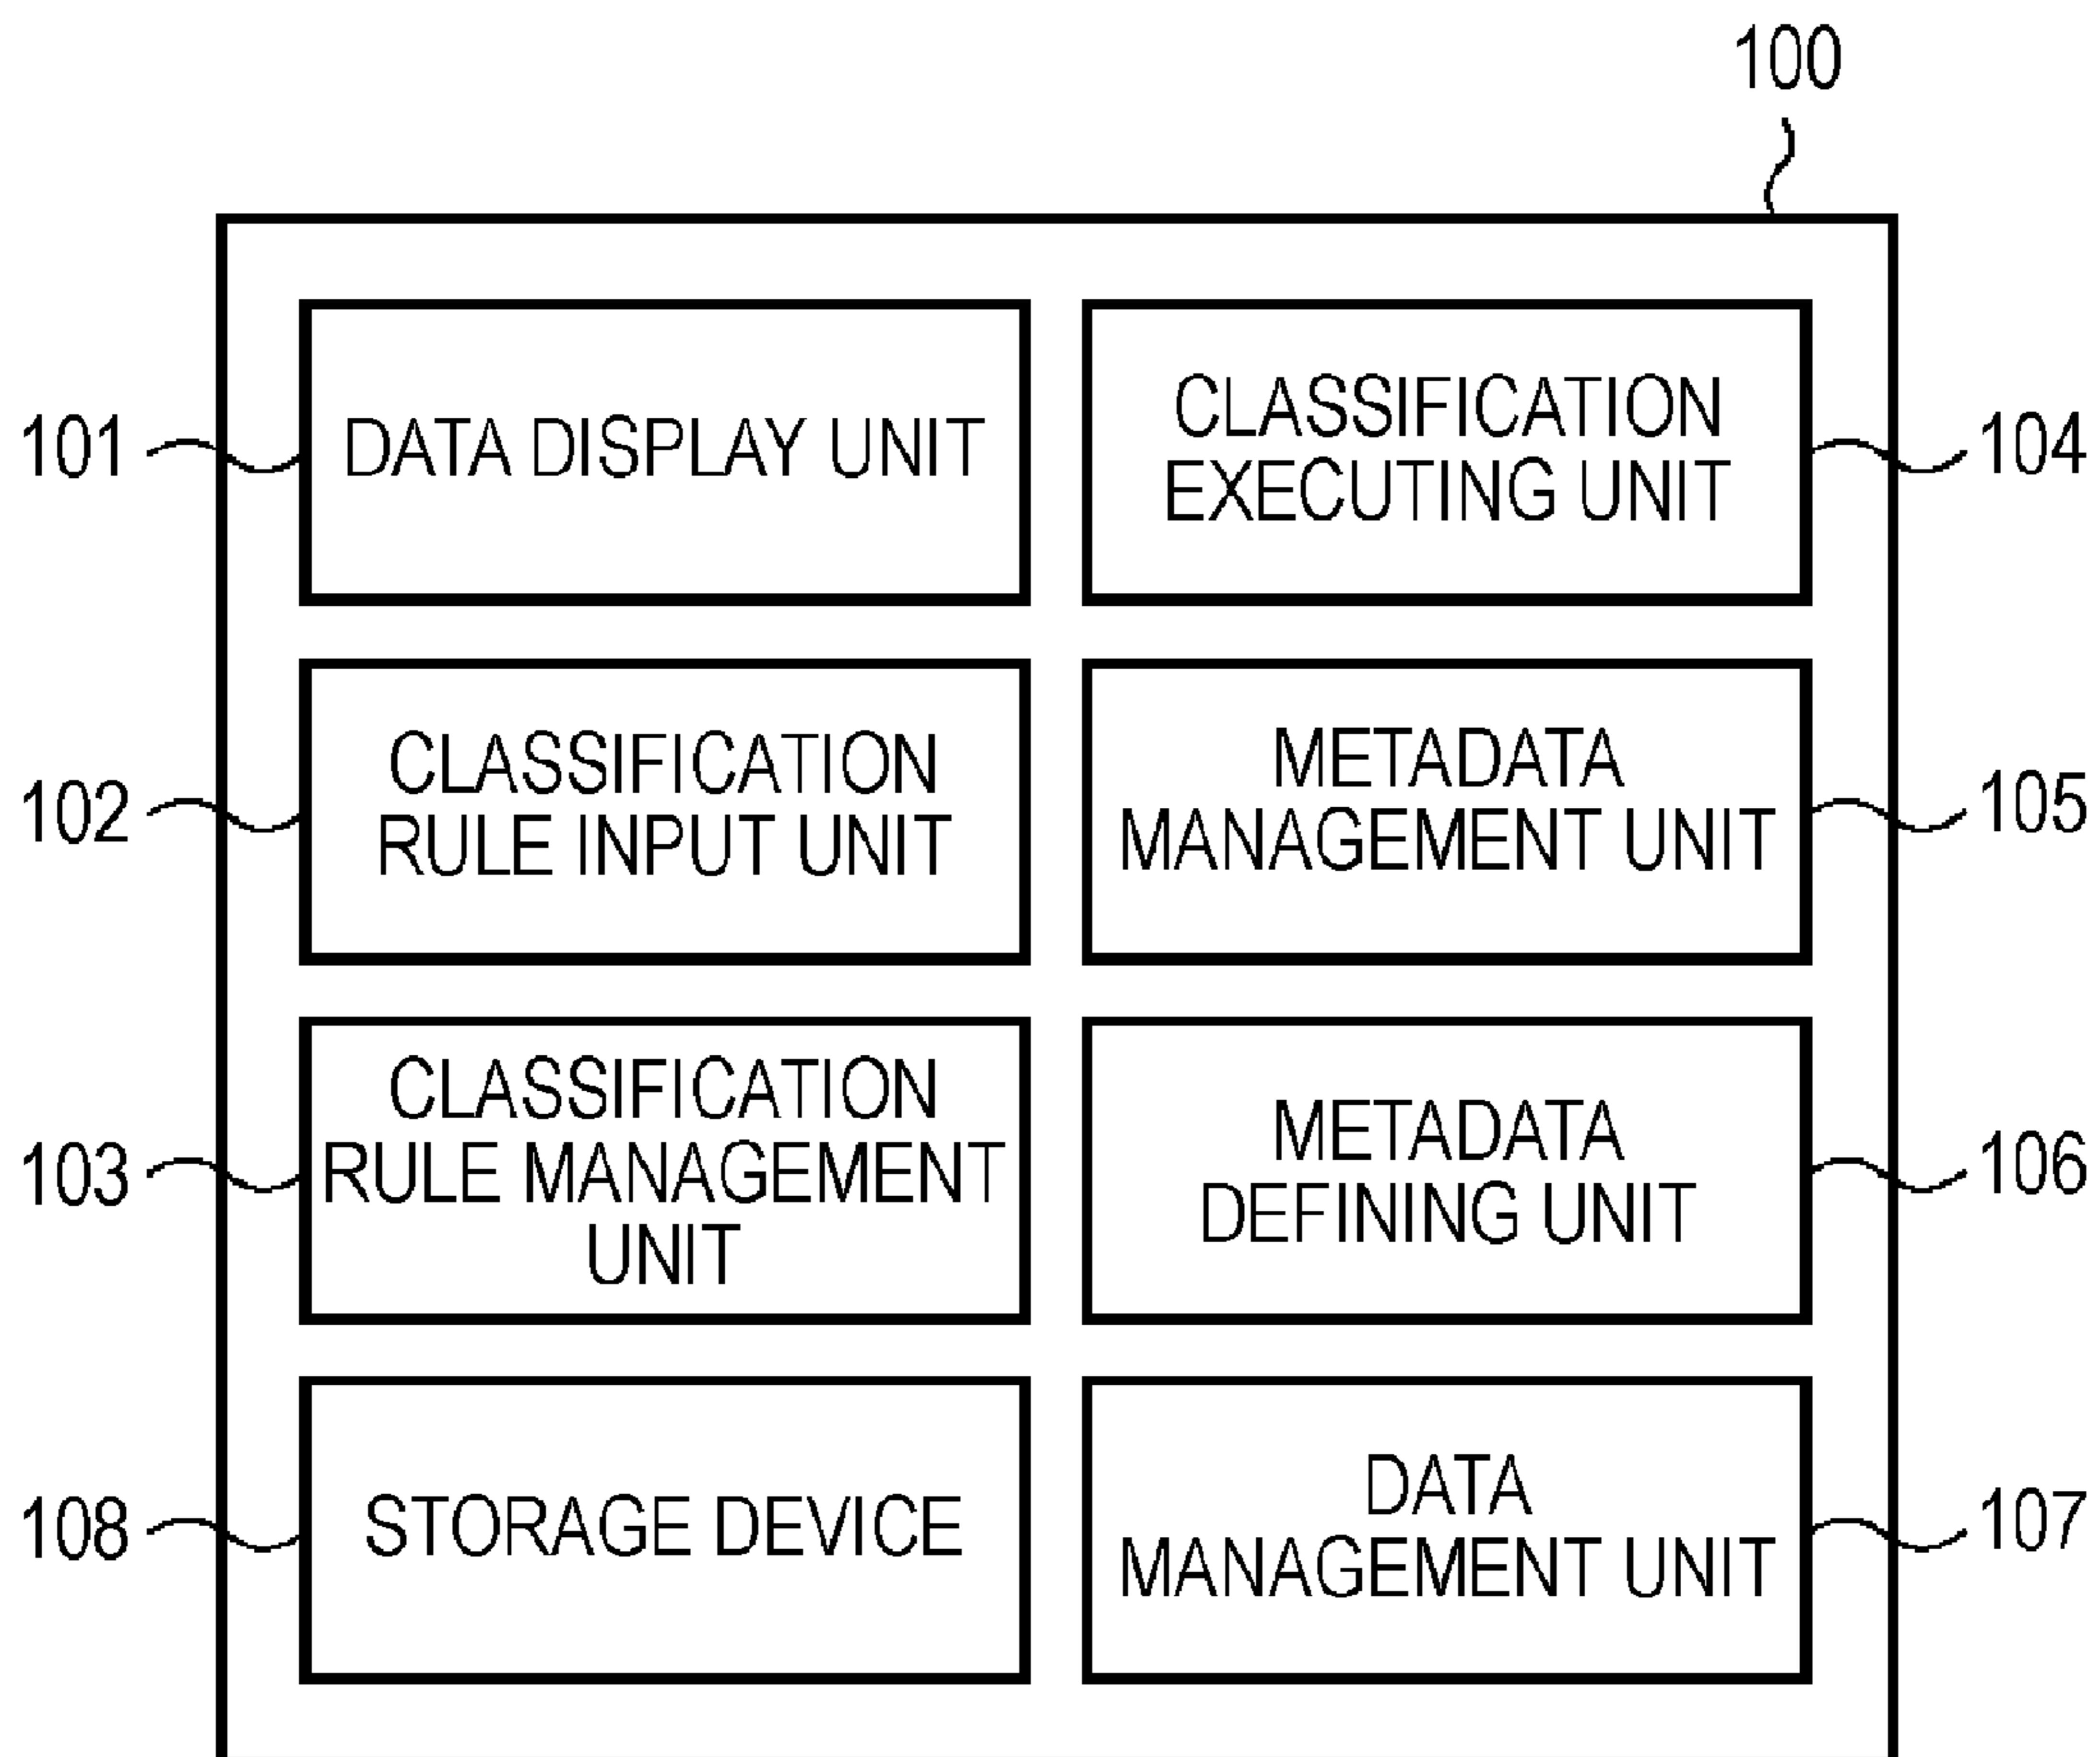 100
101
DATA DISPLAY UNIT
CLASSIFICATION
EXECUTING UNIT
104
102
CLASSIFICATION
RULE INPUT UNIT
METADATA
MANAGEMENT UNIT
105
103
CLASSIFICATION
RULE MANAGEMENT
UNIT
METADATA
DEFINING UNIT
106
108
STORAGE DEVICE
DATA
MANAGEMENT UNIT
107